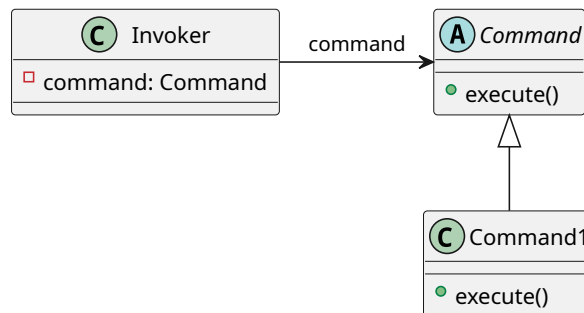 C Invoker
command: Command
command
A Command
execute()
C Command1
execute()